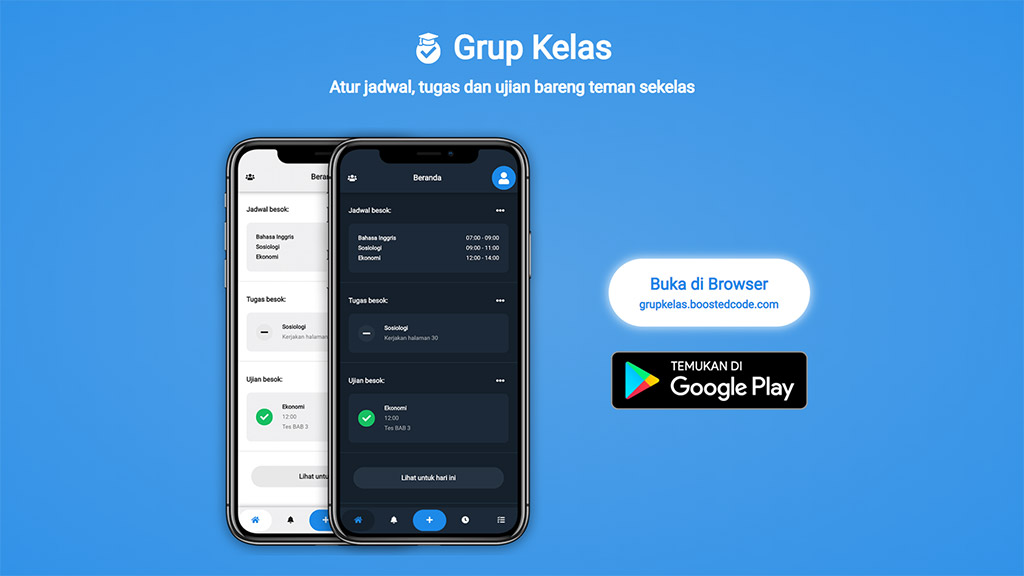 Grup Kelas
Atur jadwal, tugas dan ujian bareng teman sekelas
Beran
Jadwal besok:
Bahasa Inggris
Sosiologi
Ekonomi
Tugas besok:
Sosiologi
Kerjakan halaman
Ujian besok:
Ekonomi
12:00
Tes BAB 3
Lihat untu
Beranda
Jadwal besok:
Bahasa Inggris 07:00 - 09:00
Sosiologi 09:00 - 11:00
Ekonomi 12:00 - 14:00
Tugas besok:
Sosiologi
Kerjakan halaman 30
Ujian besok:
Ekonomi
12:00
Tes BAB 3
Lihat untuk hari ini
Buka di Browser
grupkelas.boostedcode.com
TEMUKAN DI
Google Play